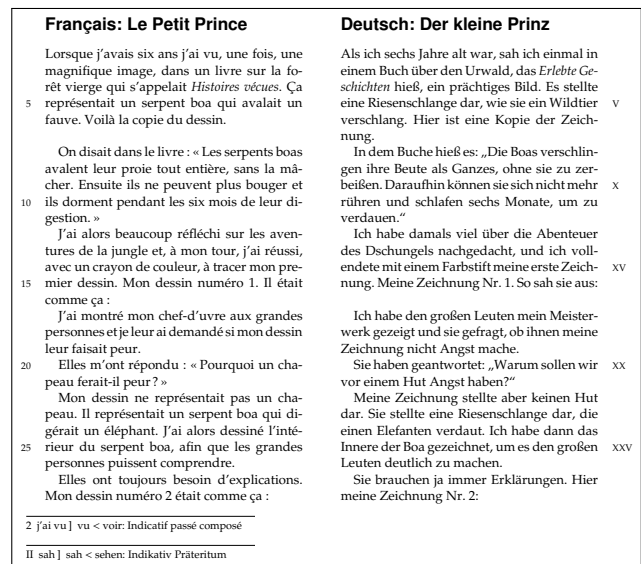 Français: Le Petit Prince
Lorsque j'avais six ans j'ai vu, une fois, une
magnifique image, dans un livre sur la fo-
rêt vierge qui s'appelait Histoires vécues. Ça
5 représentait un serpent boa qui avalait un
fauve. Voilà la copie du dessin.
On disait dans le livre : « Les serpents boas
avalent leur proie tout entière, sans la mâ-
cher. Ensuite ils ne peuvent plus bouger et
10 ils dorment pendant les six mois de leur di-
gestion. »
J'ai alors beaucoup réfléchi sur les aven-
tures de la jungle et, à mon tour, j'ai réussi,
avec un crayon de couleur, à tracer mon pre-
15 mier dessin. Mon dessin numéro 1. Il était
comme ça :
J'ai montré mon chef-d'uvre aux grandes
personnes et je leur ai demandé si mon dessin
leur faisait peur.
20 Elles m'ont répondu : « Pourquoi un cha-
peau ferait-il peur ? »
Mon dessin ne représentait pas un cha-
peau. Il représentait un serpent boa qui di-
gérait un éléphant. J'ai alors dessiné l'inté-
25 rieur du serpent boa, afin que les grandes
personnes puissent comprendre.
Elles ont toujours besoin d'explications.
Mon dessin numéro 2 était comme ça :
Deutsch: Der kleine Prinz
Als ich sechs Jahre alt war, sah ich einmal in
einem Buch über den Urwald, das Erlebte Ge-
schichten hieß, ein prächtiges Bild. Es stellte
eine Riesenschlange dar, wie sie ein Wildtier V
verschlang. Hier ist eine Kopie der Zeich-
nung.
In dem Buche hieß es: „Die Boas verschlin-
gen ihre Beute als Ganzes, ohne sie zu zer-
beißen. Daraufhin können sie sich nicht mehr X
rühren und schlafen sechs Monate, um zu
verdauen.“
Ich habe damals viel über die Abenteuer
des Dschungels nachgedacht, und ich voll-
endete mit einem Farbstift meine erste Zeich- XV
nung. Meine Zeichnung Nr. 1. So sah sie aus:
Ich habe den großen Leuten mein Meister-
werk gezeigt und sie gefragt, ob ihnen meine
Zeichnung nicht Angst mache.
Sie haben geantwortet: „Warum sollen wir XX
vor einem Hut Angst haben?“
Meine Zeichnung stellte aber keinen Hut
dar. Sie stellte eine Riesenschlange dar, die
einen Elefanten verdaut. Ich habe dann das
Innere der Boa gezeichnet, um es den großen XXV
Leuten deutlich zu machen.
Sie brauchen ja immer Erklärungen. Hier
meine Zeichnung Nr. 2:
2 j'ai vu ] vu < voir: Indicatif passé composé
II sah ] sah < sehen: Indikativ Präteritum